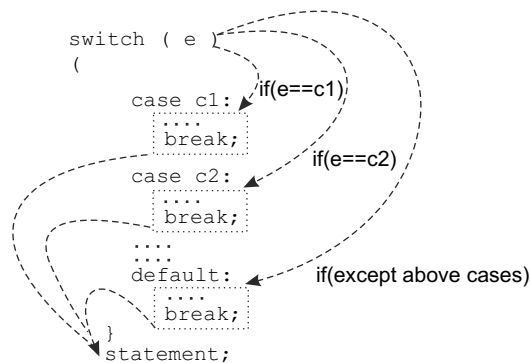 switch ( e )
(
if(e==c1)
case c1:
....
break;
if(e==c2)
case c2:
....
break;
::::
default:
if(except above cases)
....
break;
}
statement;